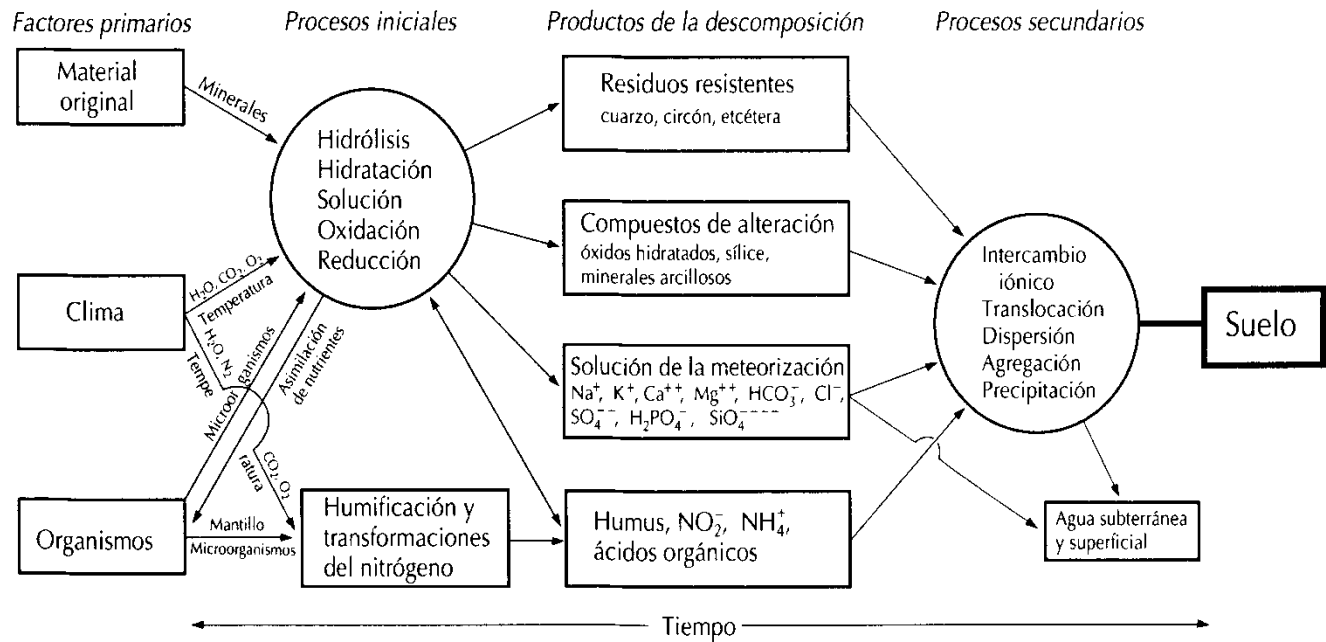 Factores primarios
Procesos iniciales
Productos de la descomposición
Procesos secundarios
Material
original
Minerales
Hidrólisis
Hidratación
Solución
Oxidación
Reducción
Residuos resistentes
cuarzo, circón, etcétera
Compuestos de alteración
óxidos hidratados, sílice,
minerales arcillosos
Intercambio
iónico
Translocación
Dispersión
Agregación
Precipitación
Suelo
Clima
H₂O, CO₂, O₂
Temperatura
H₂O, N₂
Tempe
CO₂, O₂
ratura
Microor ganismos
Asimilación
de nutrientes
Solución de la meteorización
Na⁺, K⁺, Ca⁺⁺, Mg⁺⁺, HCO₃⁻, Cl⁻,
SO₄⁻⁻, H₂PO₄⁻, SiO₄⁻⁻⁻⁻
Organismos
Mantillo
Microorganismos
Humificación y
transformaciones
del nitrógeno
Humus, NO₂⁻, NH₄⁺,
ácidos orgánicos
Agua subterránea
y superficial
Tiempo